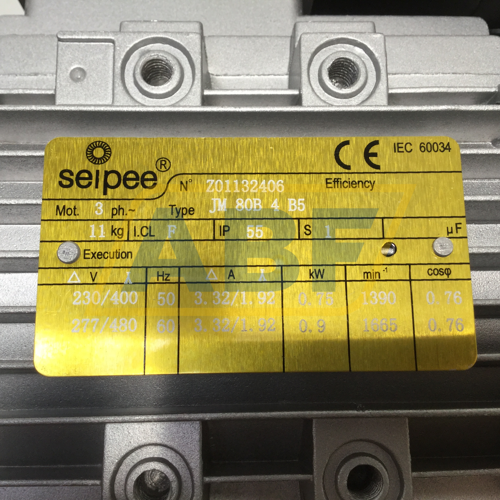 CE IEC 60034
seipee® N° Z01132406 Efficiency
Mot. 3 ph.~ Type JM 80B 4 B5
11 kg I.CL F IP 55 S 1 μF
Execution
△ V Hz △ A kW min⁻¹ cosφ
230/400 50 3.32/1.92 0.75 1390 0.76
277/480 60 3.32/1.92 0.9 1665 0.76
ABF